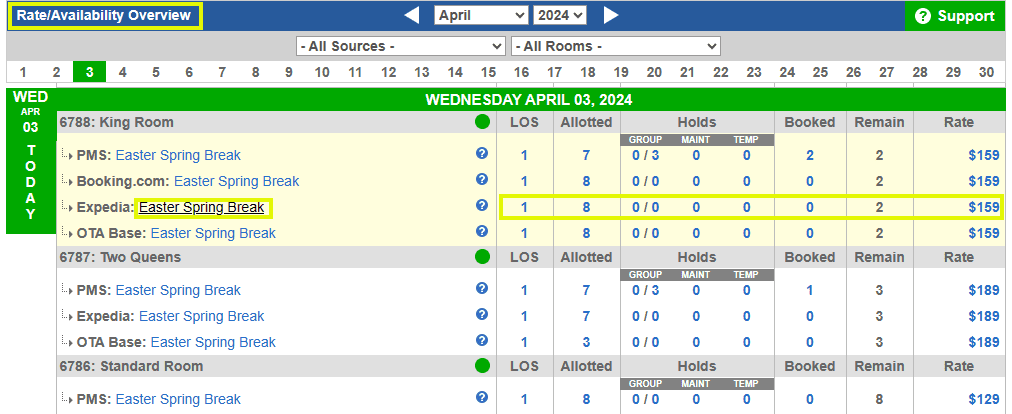 Rate/Availability Overview April 2024 ? Support
- All Sources - - All Rooms -
1 2 3 4 5 6 7 8 9 10 11 12 13 14 15 16 17 18 19 20 21 22 23 24 25 26 27 28 29 30
WED
APR
03
TODAY
WEDNESDAY APRIL 03, 2024
6788: King Room LOS Allotted Holds Booked Remain Rate
GROUP MAINT TEMP
PMS: Easter Spring Break ? 1 7 0 / 3 0 0 2 2 $159
Booking.com: Easter Spring Break ? 1 8 0 / 0 0 0 0 2 $159
Expedia: Easter Spring Break ? 1 8 0 / 0 0 0 0 2 $159
OTA Base: Easter Spring Break ? 1 8 0 / 0 0 0 0 2 $159
6787: Two Queens LOS Allotted Holds Booked Remain Rate
GROUP MAINT TEMP
PMS: Easter Spring Break ? 1 7 0 / 3 0 0 1 3 $189
Expedia: Easter Spring Break ? 1 7 0 / 0 0 0 0 3 $189
OTA Base: Easter Spring Break ? 1 3 0 / 0 0 0 0 3 $189
6786: Standard Room LOS Allotted Holds Booked Remain Rate
GROUP MAINT TEMP
PMS: Easter Spring Break ? 1 8 0 / 0 0 0 0 8 $129